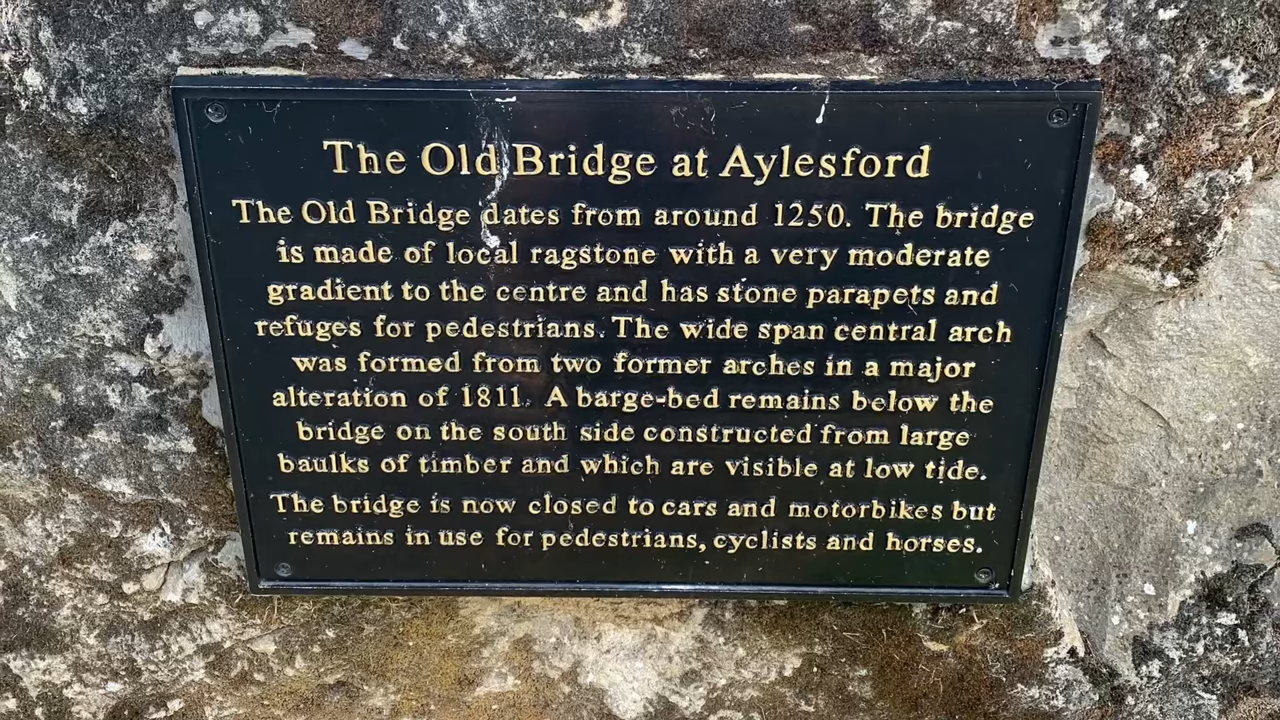 The Old Bridge at Aylesford
The Old Bridge dates from around 1250. The bridge
is made of local ragstone with a very moderate
gradient to the centre and has stone parapets and
refuges for pedestrians. The wide span central arch
was formed from two former arches in a major
alteration of 1811. A barge-bed remains below the
bridge on the south side constructed from large
baulks of timber and which are visible at low tide.
The bridge is now closed to cars and motorbikes but
remains in use for pedestrians, cyclists and horses.